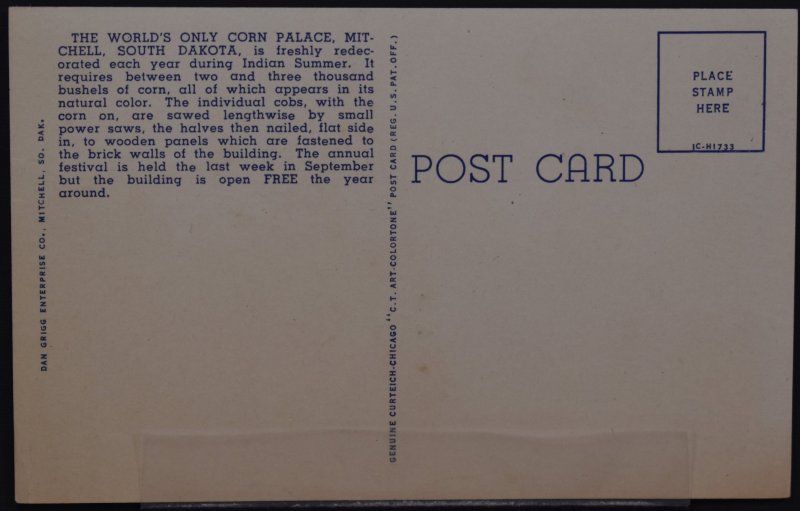 THE WORLD'S ONLY CORN PALACE, MIT-
CHELL, SOUTH DAKOTA, is freshly redec-
orated each year during Indian Summer. It
requires between two and three thousand
bushels of corn, all of which appears in its
natural color. The individual cobs, with the
corn on, are sawed lengthwise by small
power saws, the halves then nailed, flat side
in, to wooden panels which are fastened to
the brick walls of the building. The annual
festival is held the last week in September
but the building is open FREE the year
around.
DAN GRIGG ENTERPRISE CO., MITCHELL, SO. DAK.
GENUINE CURTEICH-CHICAGO "C.T. ART-COLORTONE" POST CARD (REG. U.S. PAT. OFF.)
POST CARD
PLACE
STAMP
HERE
1C-H1733